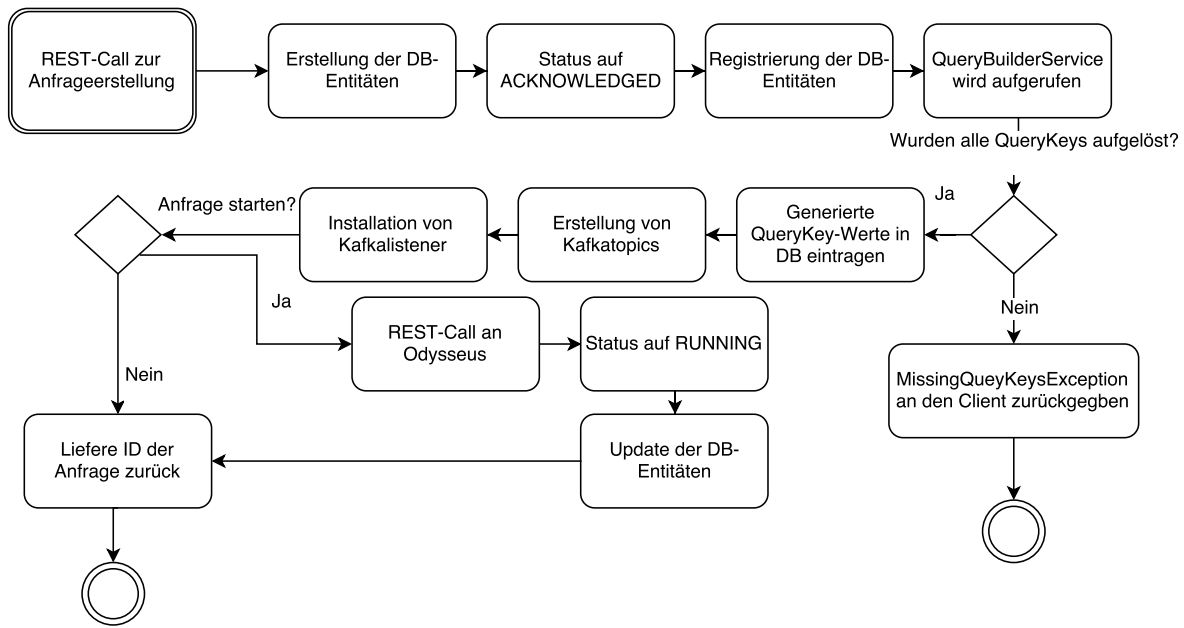 REST-Call zur
Anfrageerstellung
Erstellung der DB-
Entitäten
Status auf
ACKNOWLEDGED
Registrierung der DB-
Entitäten
QueryBuilderService
wird aufgerufen
Wurden alle QueryKeys aufgelöst?
Ja
Generierte
QueryKey-Werte in
DB eintragen
Erstellung von
Kafkatopics
Installation von
Kafkalistener
Anfrage starten?
Ja
Nein
REST-Call an
Odysseus
Status auf RUNNING
Nein
MissingQueyKeysException
an den Client zurückgegben
Liefere ID der
Anfrage zurück
Update der DB-
Entitäten